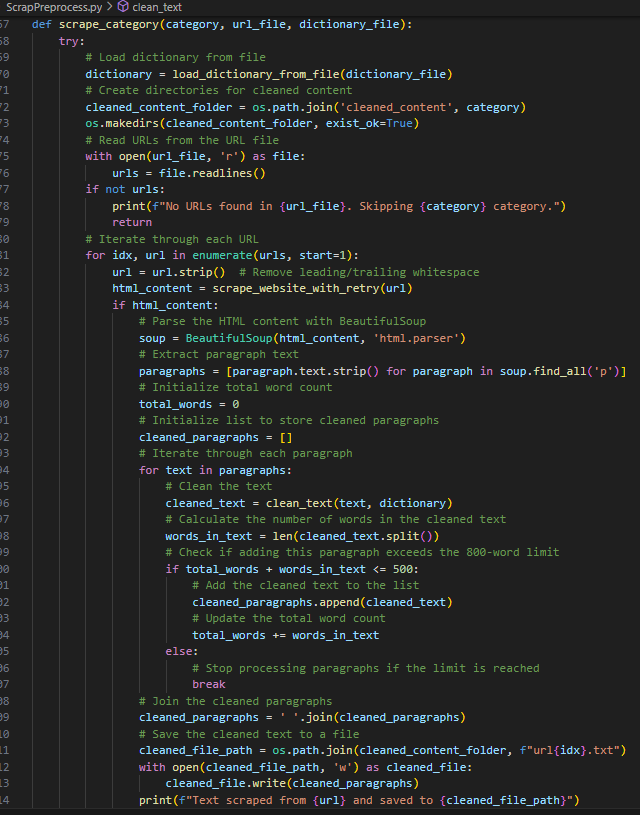 ScrapPreprocess.py > clean_text
67 def scrape_category(category, url_file, dictionary_file):
68     try:
69         # Load dictionary from file
70         dictionary = load_dictionary_from_file(dictionary_file)
71         # Create directories for cleaned content
72         cleaned_content_folder = os.path.join('cleaned_content', category)
73         os.makedirs(cleaned_content_folder, exist_ok=True)
74         # Read URLs from the URL file
75         with open(url_file, 'r') as file:
76             urls = file.readlines()
77         if not urls:
78             print(f"No URLs found in {url_file}. Skipping {category} category.")
79             return
80         # Iterate through each URL
81         for idx, url in enumerate(urls, start=1):
82             url = url.strip()  # Remove leading/trailing whitespace
83             html_content = scrape_website_with_retry(url)
84             if html_content:
85                 # Parse the HTML content with BeautifulSoup
86                 soup = BeautifulSoup(html_content, 'html.parser')
87                 # Extract paragraph text
88                 paragraphs = [paragraph.text.strip() for paragraph in soup.find_all('p')]
89                 # Initialize total word count
90                 total_words = 0
91                 # Initialize list to store cleaned paragraphs
92                 cleaned_paragraphs = []
93                 # Iterate through each paragraph
94                 for text in paragraphs:
95                     # Clean the text
96                     cleaned_text = clean_text(text, dictionary)
97                     # Calculate the number of words in the cleaned text
98                     words_in_text = len(cleaned_text.split())
99                     # Check if adding this paragraph exceeds the 800-word limit
00                     if total_words + words_in_text <= 500:
01                         # Add the cleaned text to the list
02                         cleaned_paragraphs.append(cleaned_text)
03                         # Update the total word count
04                         total_words += words_in_text
05                     else:
06                         # Stop processing paragraphs if the limit is reached
07                         break
08                 # Join the cleaned paragraphs
09                 cleaned_paragraphs = ' '.join(cleaned_paragraphs)
10                 # Save the cleaned text to a file
11                 cleaned_file_path = os.path.join(cleaned_content_folder, f"url{idx}.txt")
12                 with open(cleaned_file_path, 'w') as cleaned_file:
13                     cleaned_file.write(cleaned_paragraphs)
14                 print(f"Text scraped from {url} and saved to {cleaned_file_path}")